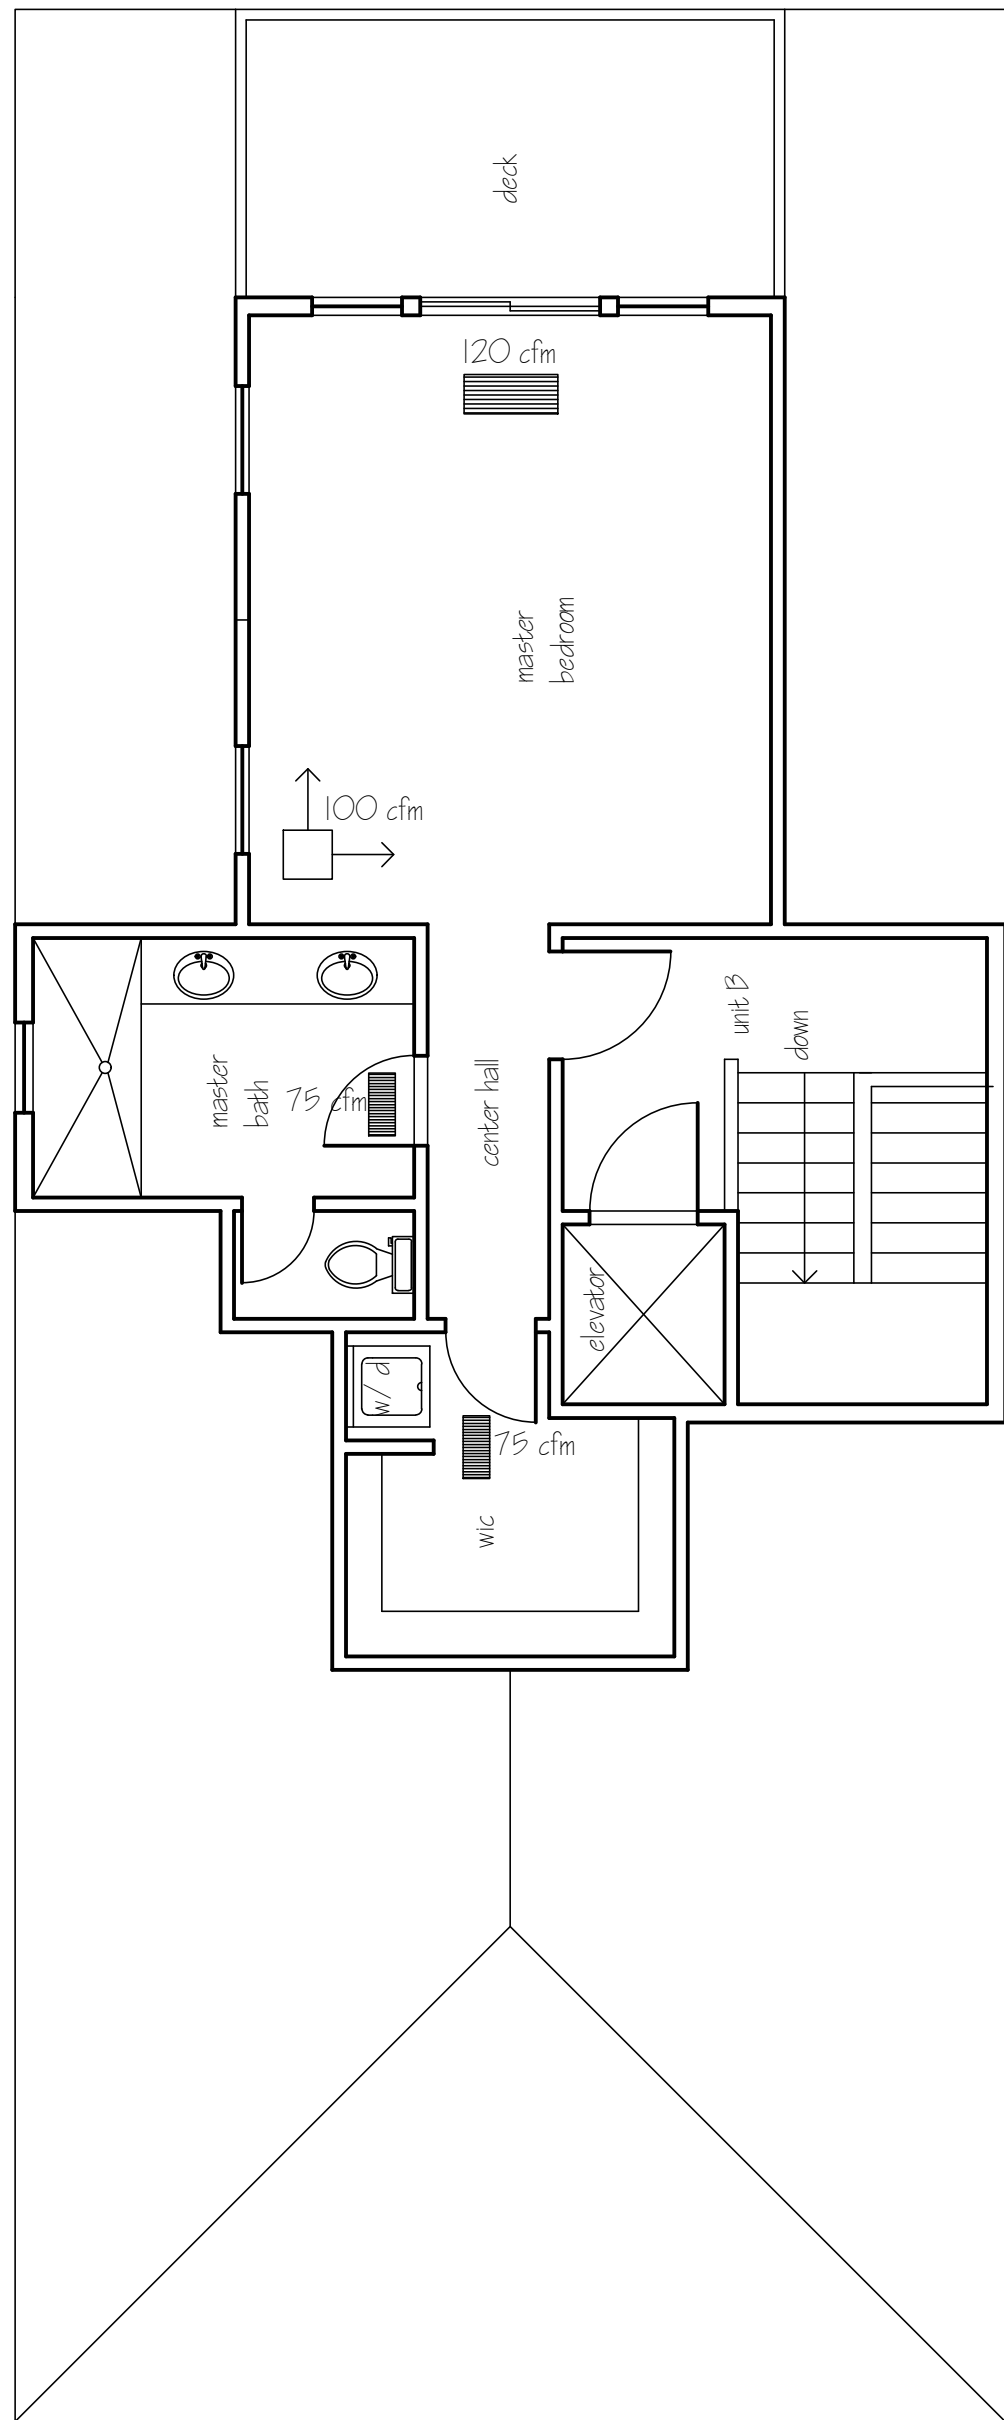 deck
120 cfm
master
bedroom
100 cfm
unit B
down
master
bath
75 cfm
center hall
elevator
w/d
75 cfm
wic